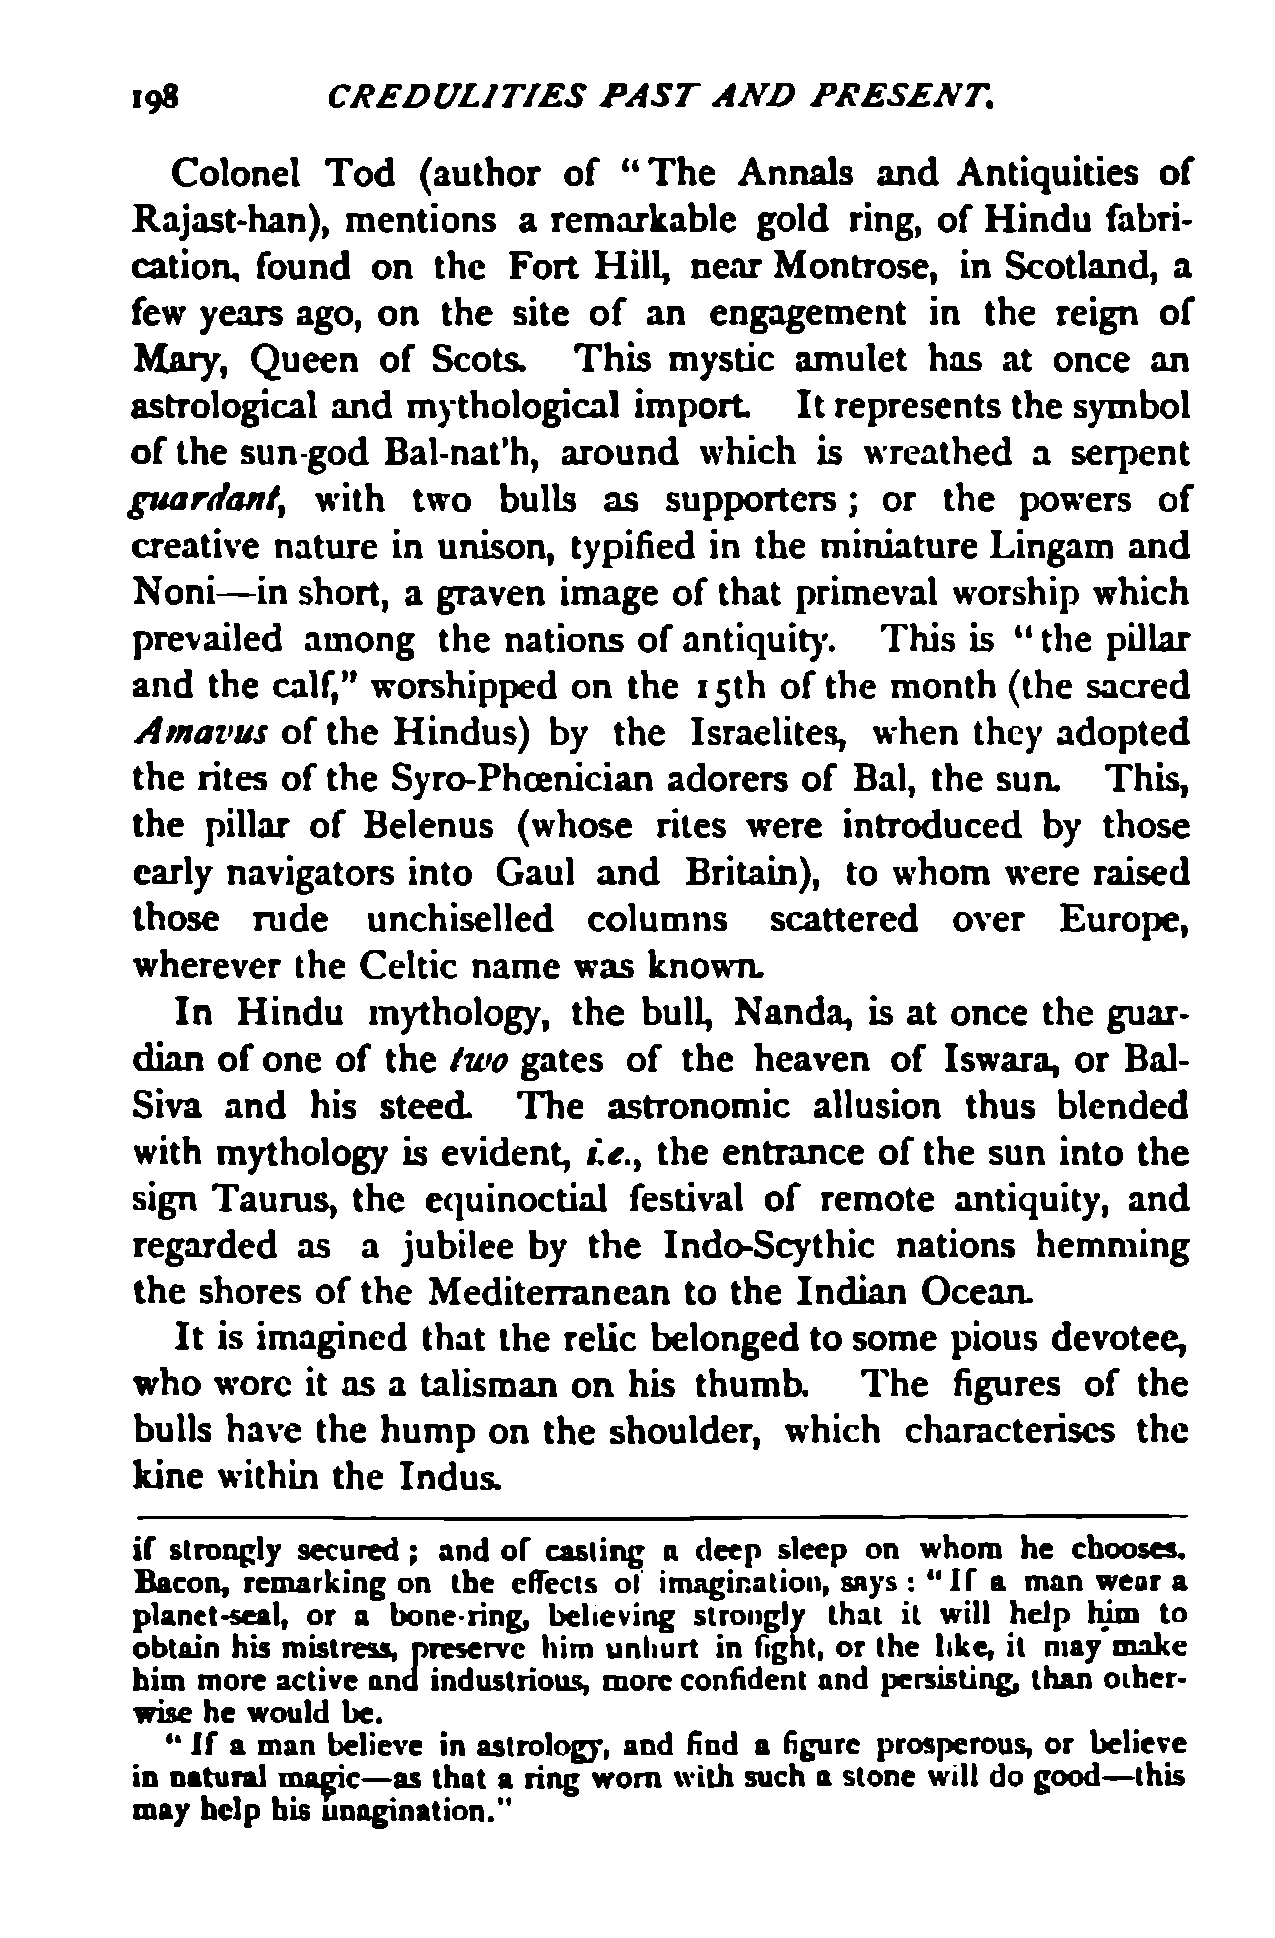 198 CREDULITIES PAST AND PRESENT.
Colonel Tod (author of “The Annals and Antiquities of
Rajast-han), mentions a remarkable gold ring, of Hindu fabri-
cation, found on the Fort Hill, near Montrose, in Scotland, a
few years ago, on the site of an engagement in the reign of
Mary, Queen of Scots. This mystic amulet has at once an
astrological and mythological import. It represents the symbol
of the sun-god Bal-nat’h, around which is wreathed a serpent
guardant, with two bulls as supporters; or the powers of
creative nature in unison, typified in the miniature Lingam and
Noni—in short, a graven image of that primeval worship which
prevailed among the nations of antiquity. This is “the pillar
and the calf,” worshipped on the 15th of the month (the sacred
Amavus of the Hindus) by the Israelites, when they adopted
the rites of the Syro-Phœnician adorers of Bal, the sun. This,
the pillar of Belenus (whose rites were introduced by those
early navigators into Gaul and Britain), to whom were raised
those rude unchiselled columns scattered over Europe,
wherever the Celtic name was known.
In Hindu mythology, the bull, Nanda, is at once the guar-
dian of one of the two gates of the heaven of Iswara, or Bal-
Siva and his steed. The astronomic allusion thus blended
with mythology is evident, i.e., the entrance of the sun into the
sign Taurus, the equinoctial festival of remote antiquity, and
regarded as a jubilee by the Indo-Scythic nations hemming
the shores of the Mediterranean to the Indian Ocean.
It is imagined that the relic belonged to some pious devotee,
who wore it as a talisman on his thumb. The figures of the
bulls have the hump on the shoulder, which characterises the
kine within the Indus.
if strongly secured; and of casting a deep sleep on whom he chooses.
Bacon, remarking on the effects of imagination, says: “If a man wear a
planet-seal, or a bone-ring, believing strongly that it will help him to
obtain his mistress, preserve him unhurt in fight, or the like, it may make
him more active and industrious, more confident and persisting, than other-
wise he would be.
“If a man believe in astrology, and find a figure prosperous, or believe
in natural magic—as that a ring worn with such a stone will do good—this
may help his imagination.”